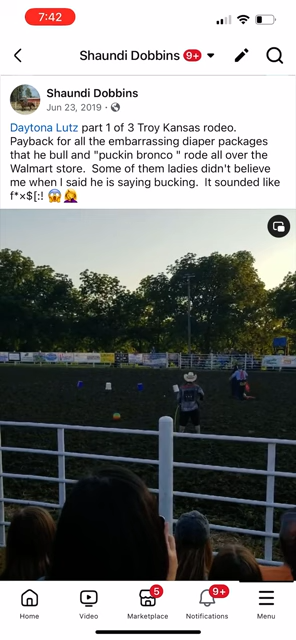 7:42
Shaundi Dobbins 9+
Shaundi Dobbins
Jun 23, 2019 ·
Daytona Lutz part 1 of 3 Troy Kansas rodeo.
Payback for all the embarrassing diaper packages
that he bull and "puckin bronco " rode all over the
Walmart store.  Some of them ladies didn't believe
me when I said he is saying bucking.  It sounded like
f*×$[:! 😱🤦‍♀️
5
9+
Home
Video
Marketplace
Notifications
Menu